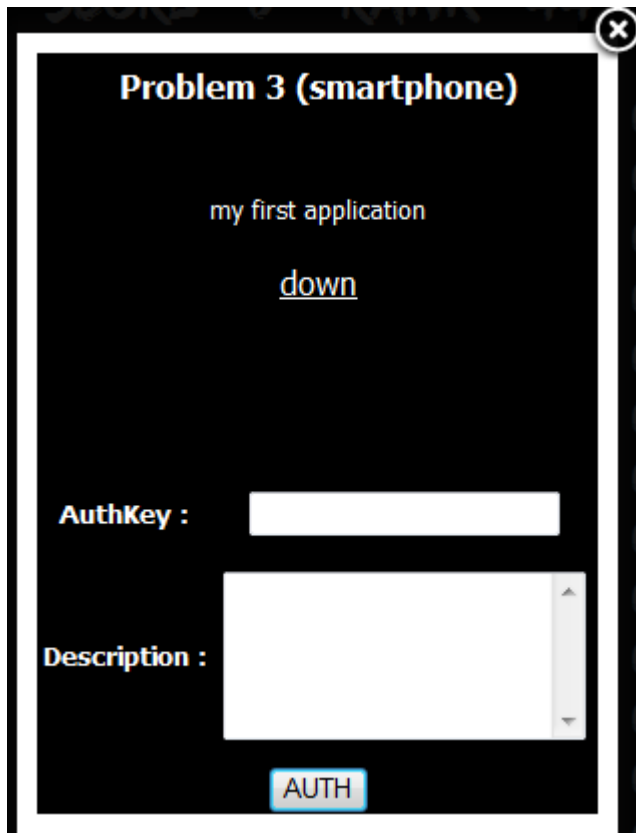 Problem 3 (smartphone)
my first application
down
AuthKey :
Description :
AUTH